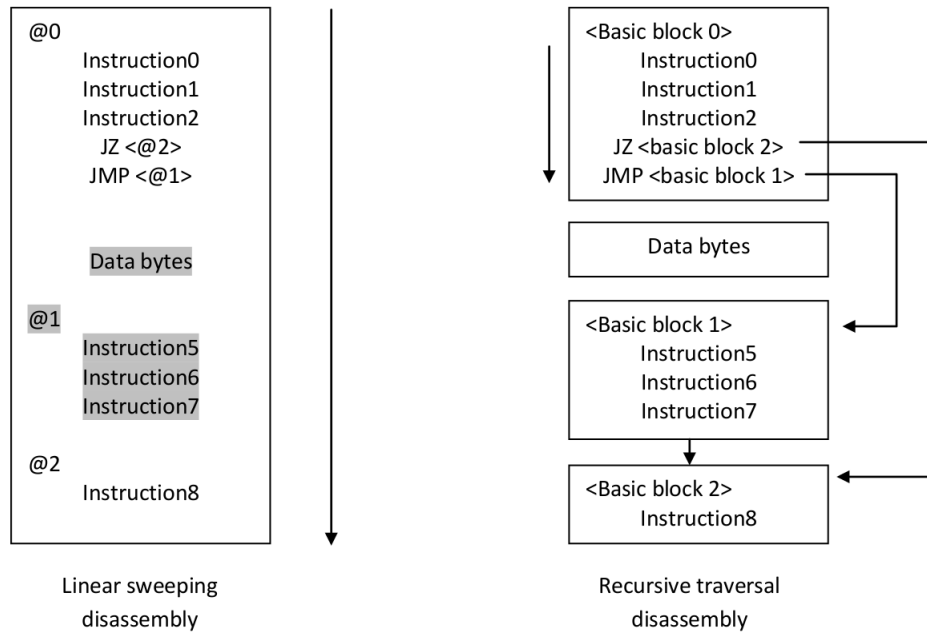 @0
Instruction0
Instruction1
Instruction2
JZ <@2>
JMP <@1>
Data bytes
@1
Instruction5
Instruction6
Instruction7
@2
Instruction8
Linear sweeping
disassembly
<Basic block 0>
Instruction0
Instruction1
Instruction2
JZ <basic block 2>
JMP <basic block 1>
Data bytes
<Basic block 1>
Instruction5
Instruction6
Instruction7
<Basic block 2>
Instruction8
Recursive traversal
disassembly